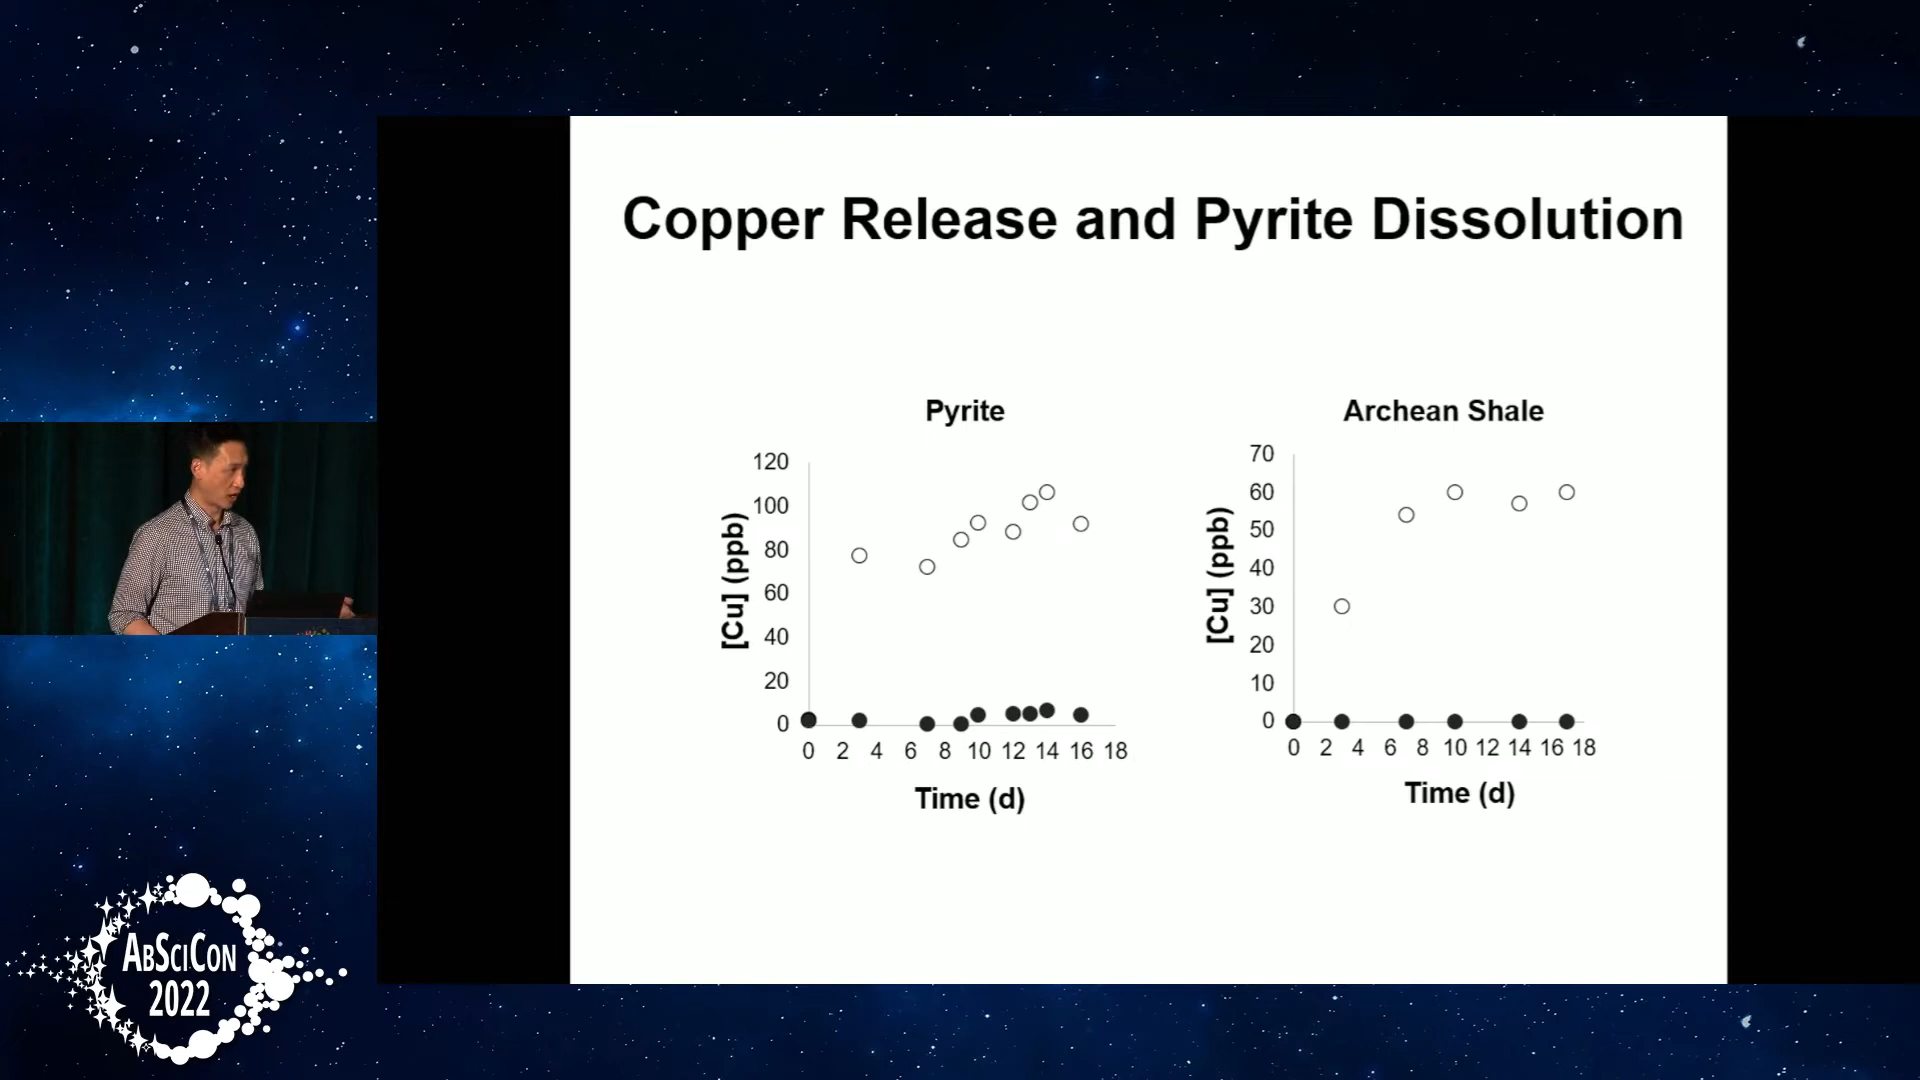 Copper Release and Pyrite Dissolution
Pyrite
120
100
80
60
40
20
0
[Cu] (ppb)
0 2 4 6 8 10 12 14 16 18
Time (d)
Archean Shale
70
60
50
40
30
20
10
0
[Cu] (ppb)
0 2 4 6 8 10 12 14 16 18
Time (d)
ABSCICON
2022